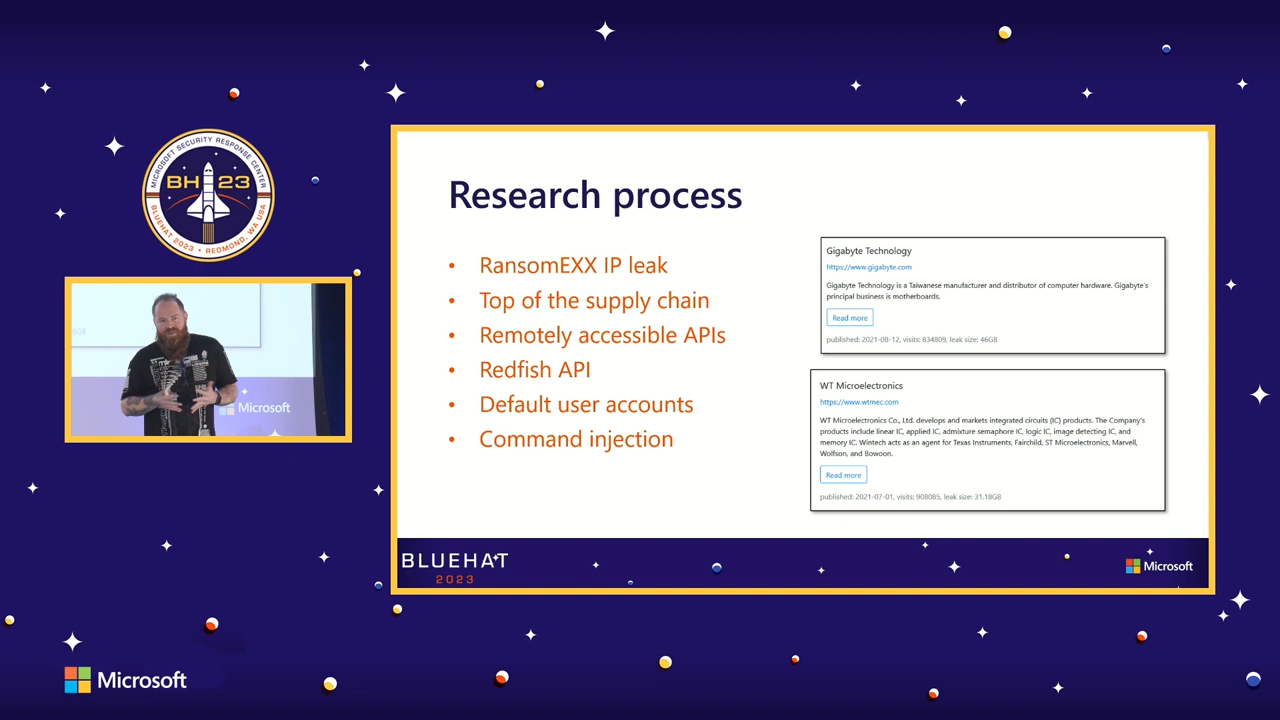 MICROSOFT SECURITY RESPONSE CENTER
BH 23
BLUEHAT 2023 • REDMOND, WA USA
Microsoft
Research process
• RansomEXX IP leak
• Top of the supply chain
• Remotely accessible APIs
• Redfish API
• Default user accounts
• Command injection
Gigabyte Technology
https://www.gigabyte.com
Gigabyte Technology is a Taiwanese manufacturer and distributor of computer hardware. Gigabyte's
principal business is motherboards.
Read more
published: 2021-08-12, visits: 834809, leak size: 46GB
WT Microelectronics
https://www.wtmec.com
WT Microelectronics Co., Ltd. develops and markets integrated circuits (IC) products. The Company's
products include linear IC, applied IC, admixture semaphore IC, logic IC, image detecting IC, and
memory IC. Wintech acts as an agent for Texas Instruments, Fairchild, ST Microelectronics, Marvell,
Wolfson, and Bowoon.
Read more
published: 2021-07-01, visits: 908085, leak size: 31.18GB
BLUEHAT
2023
Microsoft
Microsoft